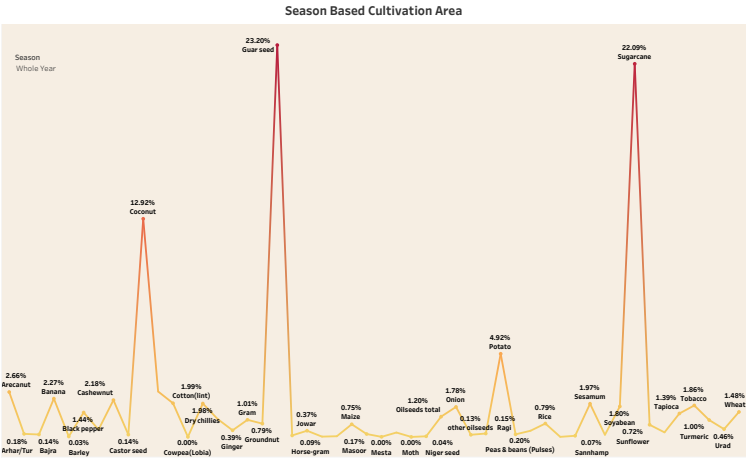 Season Based Cultivation Area
Season
Whole Year
2.66%
Arecanut
0.18%
Arhar/Tur
2.27%
Banana
0.14%
Bajra
1.44%
Black pepper
0.03%
Barley
2.18%
Cashewnut
0.14%
Castor seed
12.92%
Coconut
1.99%
Cotton(lint)
0.00%
Cowpea(Lobia)
1.98%
Dry chillies
0.39%
Ginger
1.01%
Gram
0.79%
Groundnut
23.20%
Guar seed
0.37%
Jowar
0.09%
Horse-gram
0.75%
Maize
0.17%
Masoor
0.00%
Mesta
0.00%
Moth
1.20%
Oilseeds total
0.04%
Niger seed
1.78%
Onion
0.13%
other oilseeds
4.92%
Potato
0.15%
Ragi
0.20%
Peas & beans (Pulses)
0.79%
Rice
1.97%
Sesamum
0.07%
Sannhamp
1.80%
Soyabean
22.09%
Sugarcane
0.72%
Sunflower
1.39%
Tapioca
1.86%
Tobacco
1.00%
Turmeric
0.46%
Urad
1.48%
Wheat